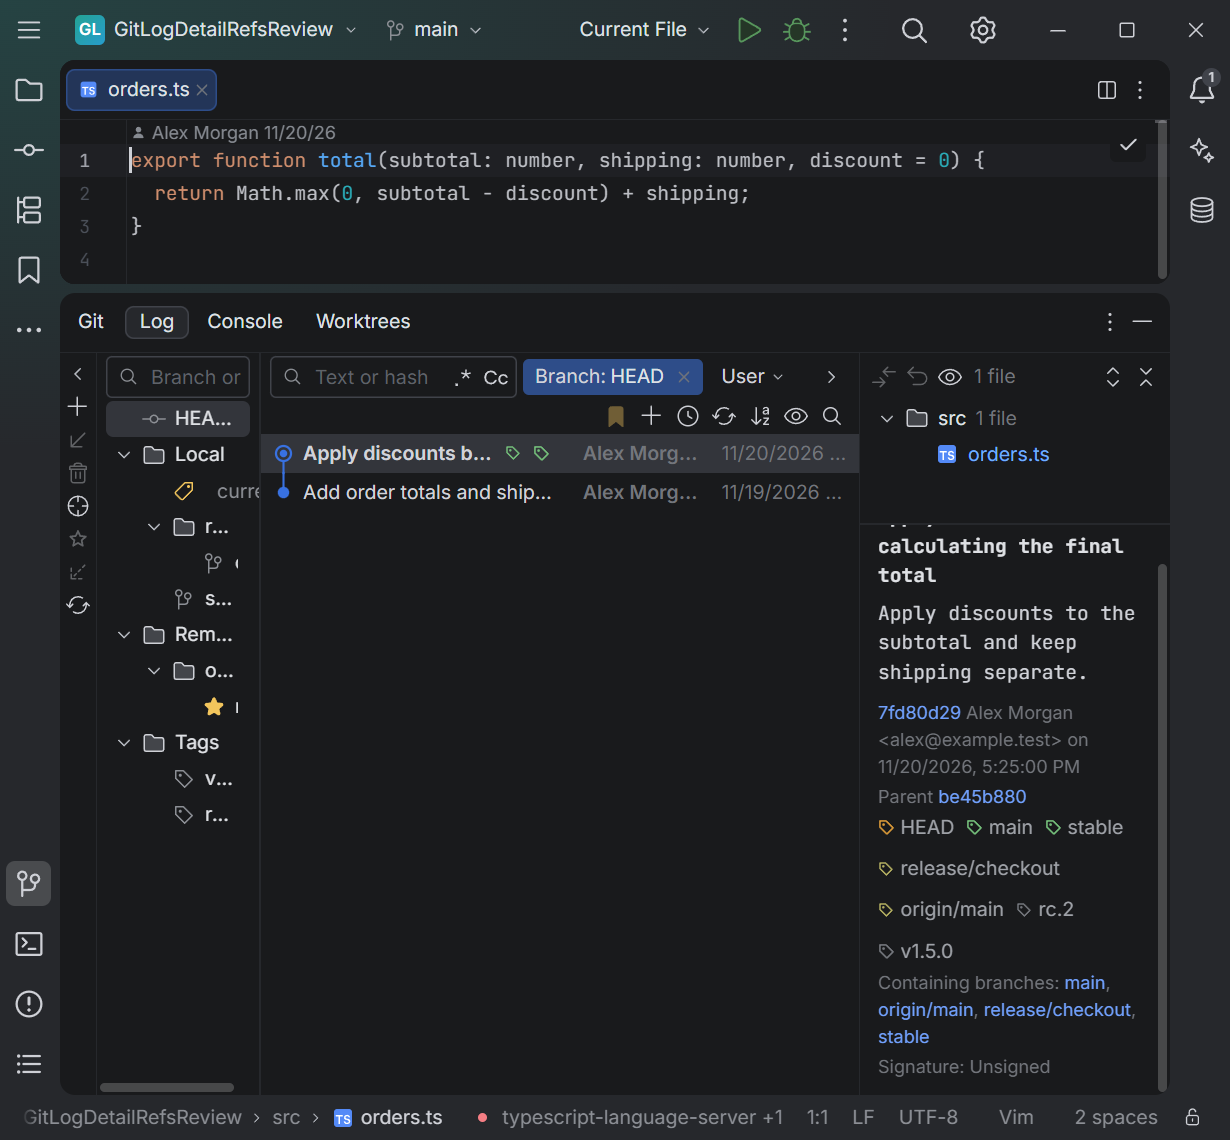 GL GitLogDetailRefsReview main Current File
orders.ts
1
Alex Morgan 11/20/26
1 export function total(subtotal: number, shipping: number, discount = 0) {
2 return Math.max(0, subtotal - discount) + shipping;
3 }
4
Git Log Console Worktrees
Branch or
Text or hash .* Cc Branch: HEAD User
1 file
HEA...
Local
curre
r...
s...
Rem...
o...
Tags
v...
r...
Apply discounts b... Alex Morg... 11/20/2026 ...
Add order totals and ship... Alex Morg... 11/19/2026 ...
src 1 file
TS orders.ts
calculating the final
total
Apply discounts to the
subtotal and keep
shipping separate.
7fd80d29 Alex Morgan
<alex@example.test> on
11/20/2026, 5:25:00 PM
Parent be45b880
HEAD main stable
release/checkout
origin/main rc.2
v1.5.0
Containing branches: main,
origin/main, release/checkout,
stable
Signature: Unsigned
GitLogDetailRefsReview › src › TS orders.ts typescript-language-server +1 1:1 LF UTF-8 Vim 2 spaces